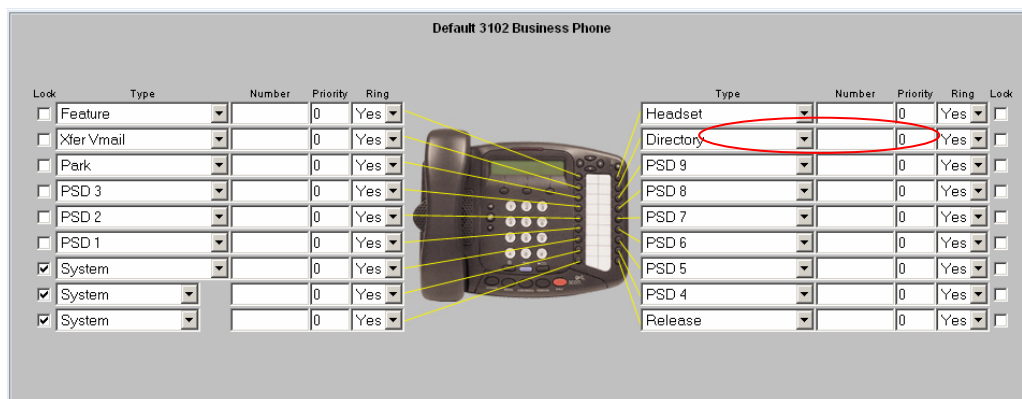 Default 3102 Business Phone
Lock Type Number Priority Ring Type Number Priority Ring Lock
Feature 0 Yes Headset 0 Yes
Xfer Vmail 0 Yes Directory 0 Yes
Park 0 Yes PSD 9 0 Yes
PSD 3 0 Yes PSD 8 0 Yes
PSD 2 0 Yes PSD 7 0 Yes
PSD 1 0 Yes PSD 6 0 Yes
System 0 Yes PSD 5 0 Yes
System 0 Yes PSD 4 0 Yes
System 0 Yes Release 0 Yes